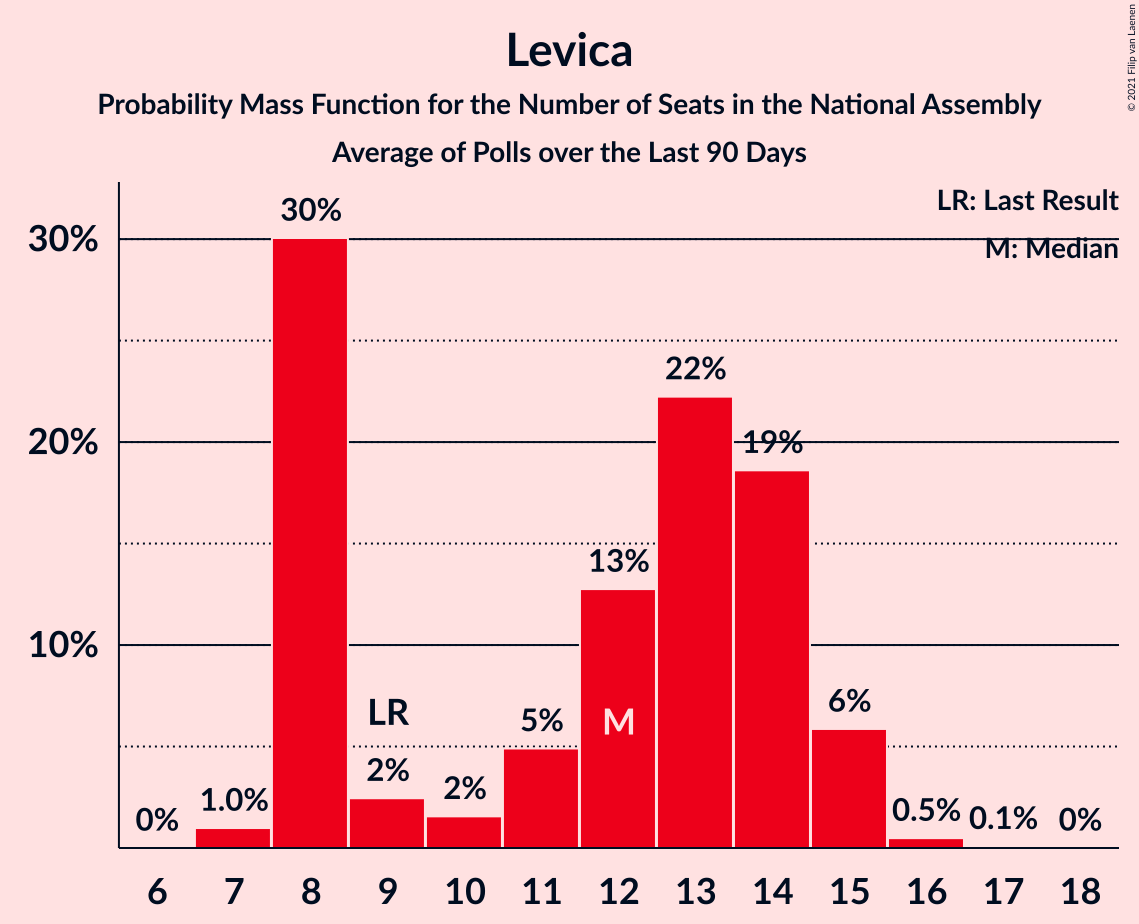 Levica
Probability Mass Function for the Number of Seats in the National Assembly
Average of Polls over the Last 90 Days
© 2021 Filip van Laenen
LR: Last Result
M: Median
30%
20%
10%
0%
1.0%
30%
LR
2%
2%
5%
13%
M
22%
19%
6%
0.5%
0.1%
0%
6 7 8 9 10 11 12 13 14 15 16 17 18